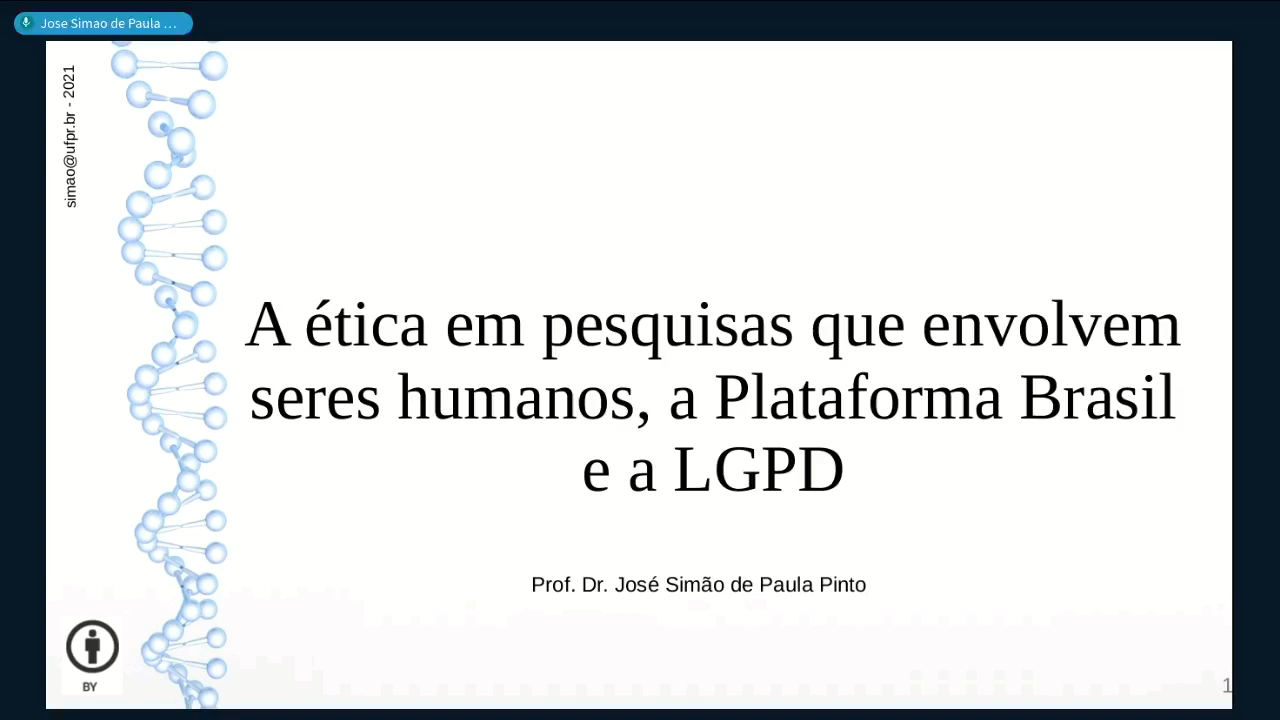 Jose Simao de Paula ...
simao@ufpr.br - 2021
A ética em pesquisas que envolvem
seres humanos, a Plataforma Brasil
e a LGPD
Prof. Dr. José Simão de Paula Pinto
BY
1